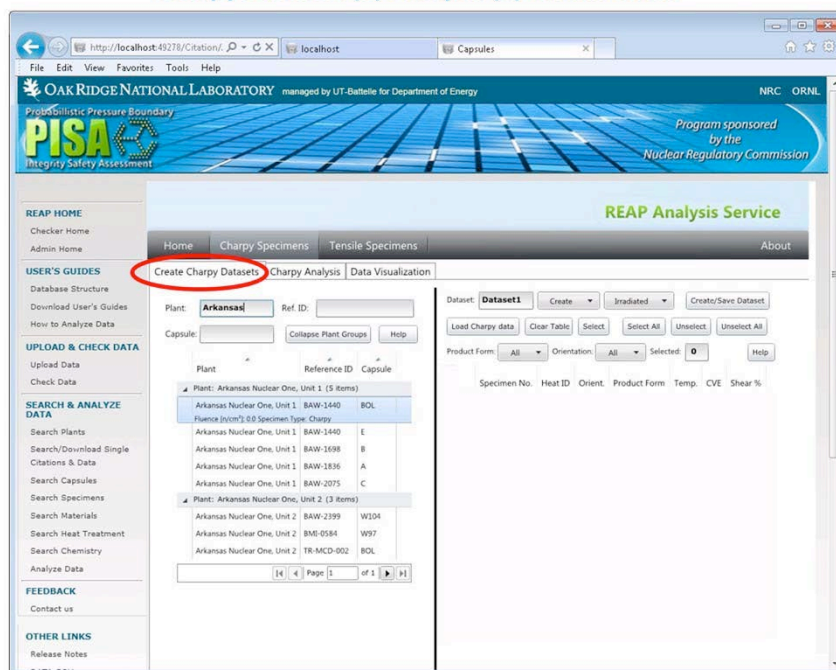 http://localhost:49278/Citation/.
localhost
Capsules
File Edit View Favorites Tools Help
OAK RIDGE NATIONAL LABORATORY managed by UT-Battelle for Department of Energy
NRC ORNL
Probabillistic Pressure Boundary
PISA
Integrity Safety Assessment
Program sponsored
by the
Nuclear Regulatory Commission
REAP HOME
Checker Home
Admin Home
USER'S GUIDES
Database Structure
Download User's Guides
How to Analyze Data
UPLOAD & CHECK DATA
Upload Data
Check Data
SEARCH & ANALYZE
DATA
Search Plants
Search/Download Single
Citations & Data
Search Capsules
Search Specimens
Search Materials
Search Heat Treatment
Search Chemistry
Analyze Data
FEEDBACK
Contact us
OTHER LINKS
Release Notes
REAP Analysis Service
Home Charpy Specimens Tensile Specimens About
Create Charpy Datasets Charpy Analysis Data Visualization
Plant: Arkansas Ref. ID:
Capsule: Collapse Plant Groups Help
Plant Reference ID Capsule
Plant: Arkansas Nuclear One, Unit 1 (5 items)
Arkansas Nuclear One, Unit 1 BAW-1440 BOL
Fluence [n/cm²]: 0.0 Specimen Type: Charpy
Arkansas Nuclear One, Unit 1 BAW-1440 E
Arkansas Nuclear One, Unit 1 BAW-1698 B
Arkansas Nuclear One, Unit 1 BAW-1836 A
Arkansas Nuclear One, Unit 1 BAW-2075 C
Plant: Arkansas Nuclear One, Unit 2 (3 items)
Arkansas Nuclear One, Unit 2 BAW-2399 W104
Arkansas Nuclear One, Unit 2 BMI-0584 W97
Arkansas Nuclear One, Unit 2 TR-MCD-002 BOL
Page 1 of 1
Dataset: Dataset1 Create Irradiated Create/Save Dataset
Load Charpy data Clear Table Select Select All Unselect Unselect All
Product Form: All Orientation: All Selected: 0 Help
Specimen No. Heat ID Orient. Product Form Temp. CVE Shear %